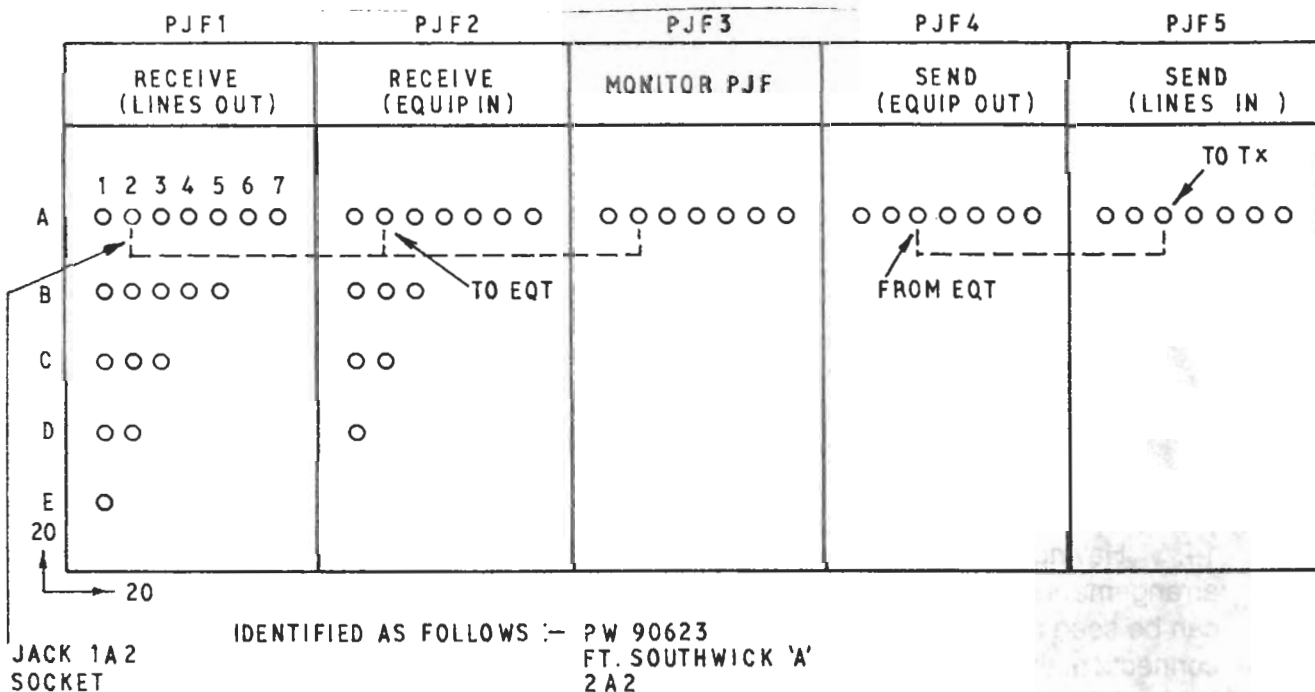 PJF1 PJF2 PJF3 PJF4 PJF5
RECEIVE
(LINES OUT)
RECEIVE
(EQUIP IN)
MONITOR PJF
SEND
(EQUIP OUT)
SEND
(LINES IN )
TO Tx
1 2 3 4 5 6 7
A
TO EQT
FROM EQT
B
C
D
E
20
20
JACK 1A2
SOCKET
IDENTIFIED AS FOLLOWS :- PW 90623
FT. SOUTHWICK 'A'
2A2